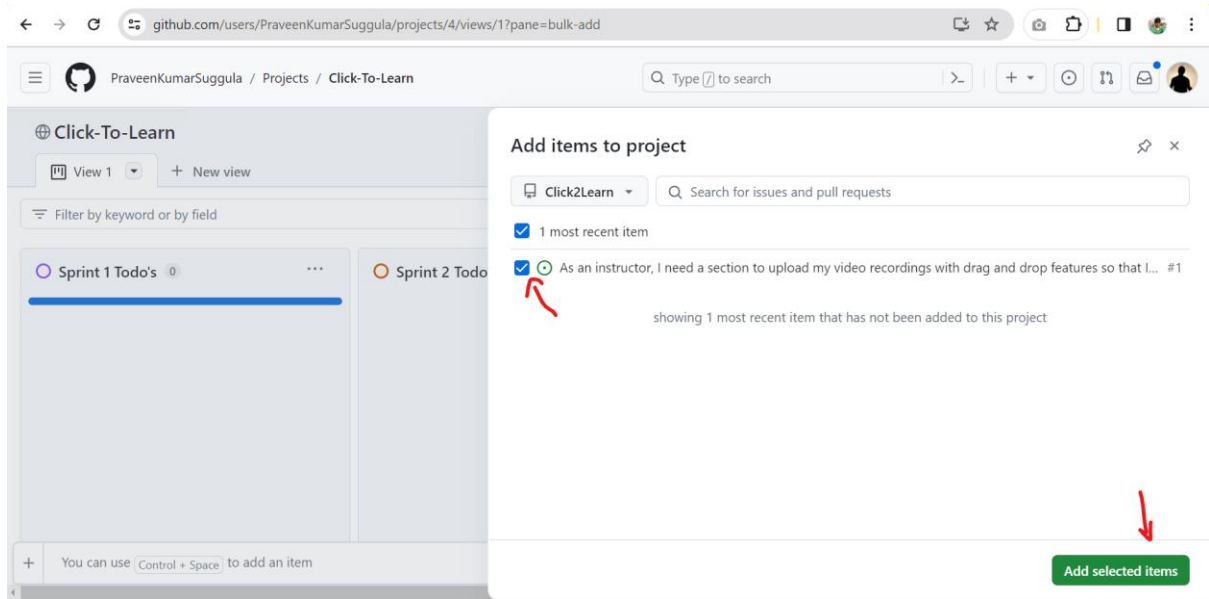 github.com/users/PraveenKumarSuggula/projects/4/views/1?pane=bulk-add
PraveenKumarSuggula / Projects / Click-To-Learn
Type / to search
Click-To-Learn
View 1
+ New view
Filter by keyword or by field
Sprint 1 Todo's 0
Sprint 2 Todo
You can use Control + Space to add an item
Add items to project
Click2Learn
Search for issues and pull requests
1 most recent item
As an instructor, I need a section to upload my video recordings with drag and drop features so that I... #1
showing 1 most recent item that has not been added to this project
Add selected items